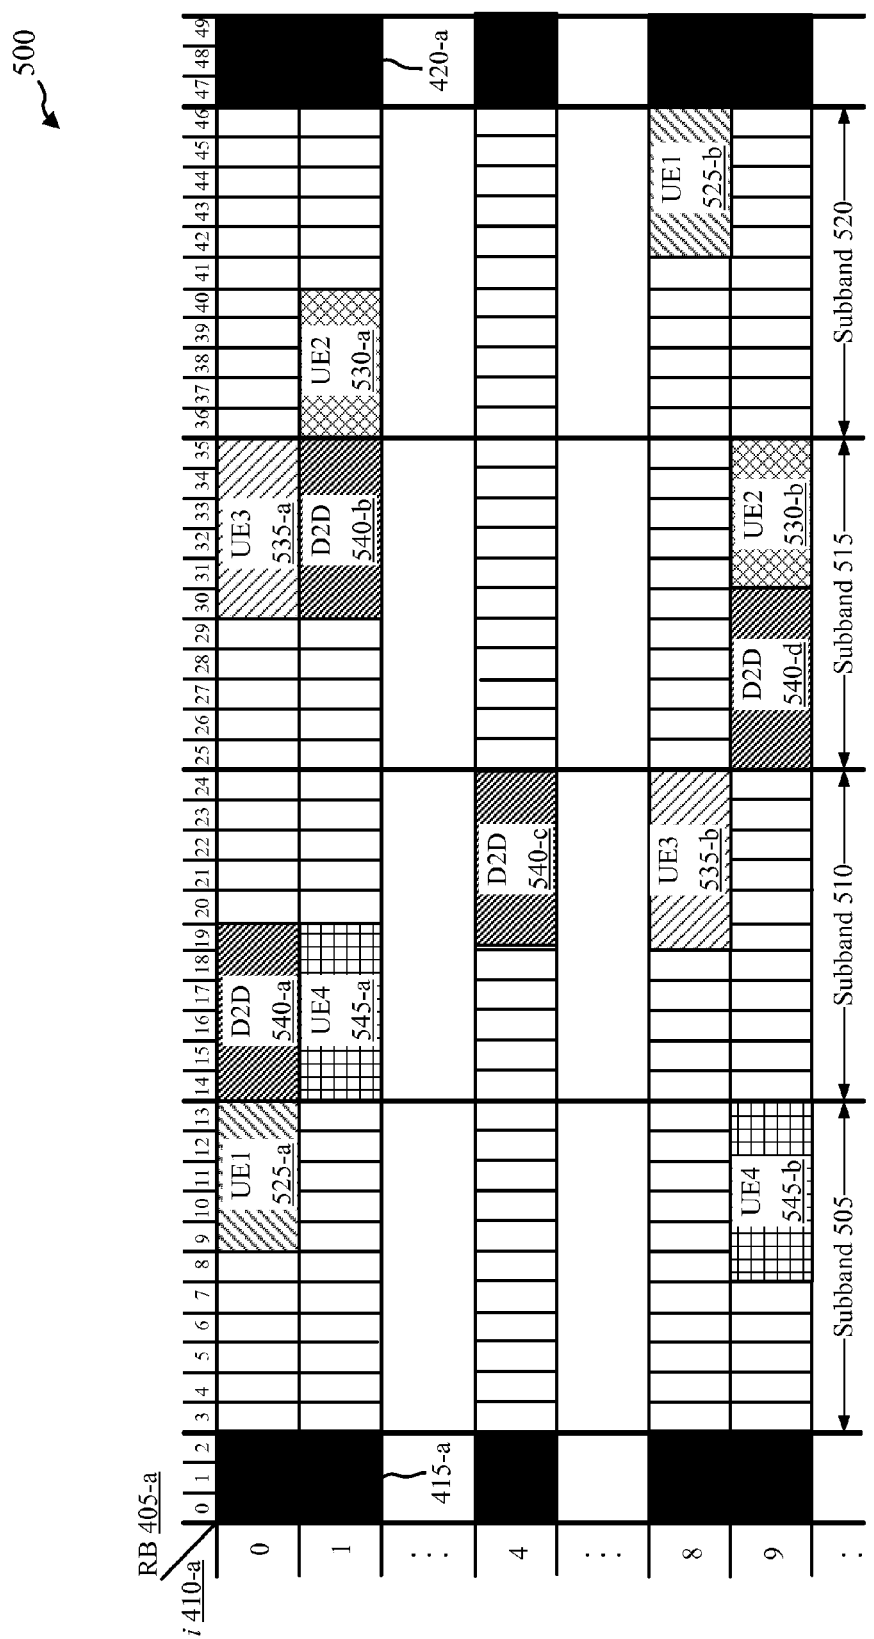 500
RB 405-a
i 410-a
0 1 2 3 4 5 6 7 8 9 10 11 12 13 14 15 16 17 18 19 20 21 22 23 24 25 26 27 28 29 30 31 32 33 34 35 36 37 38 39 40 41 42 43 44 45 46 47 48 49
0
UE1
525-a
D2D
540-a
UE3
535-a
1
UE4
545-a
D2D
540-b
UE2
530-a
...
415-a
420-a
4
D2D
540-c
...
8
UE3
535-b
UE1
525-b
9
UE4
545-b
D2D
540-d
UE2
530-b
..
Subband 505
Subband 510
Subband 515
Subband 520